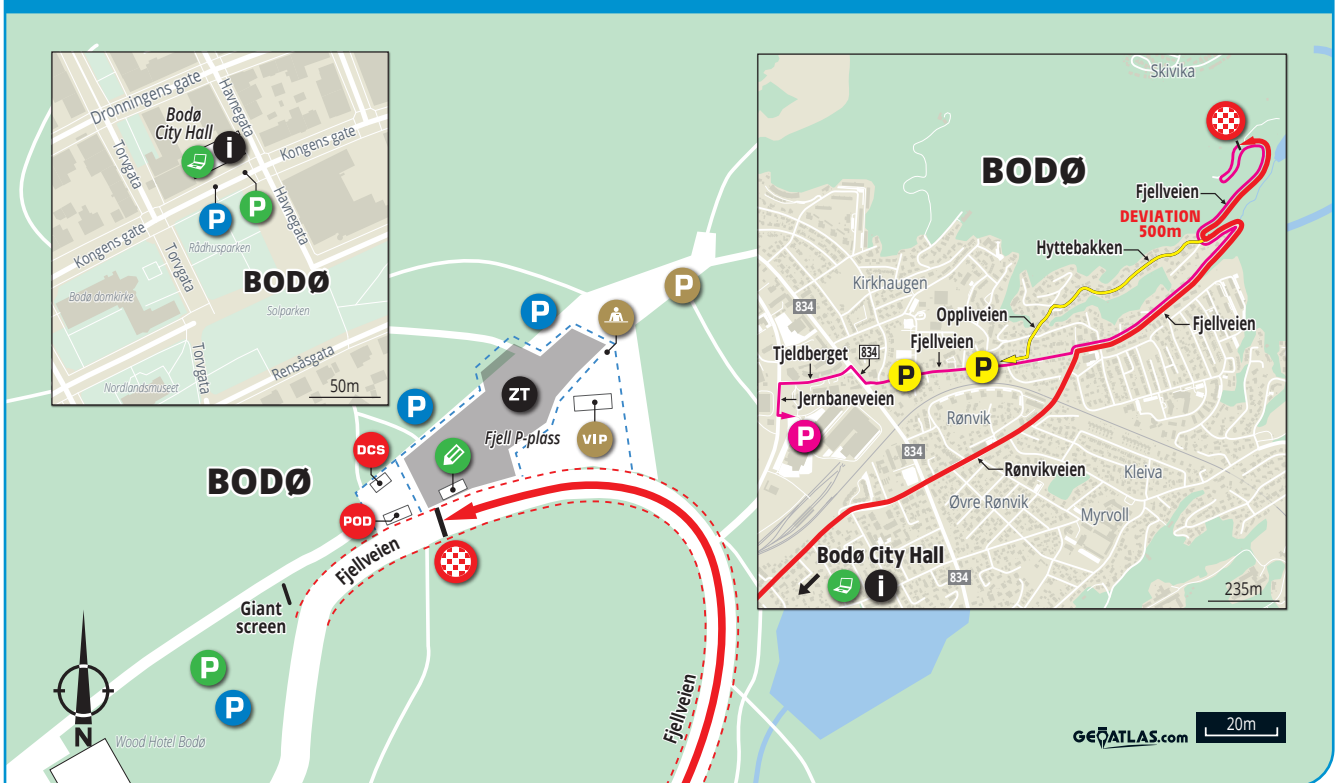 Dronningens gate
Havnegata
Bodø
City Hall
i
Kongens gate
Torvgata
P
P
Havnegata
Kongens gate
Torvgata
Rådhusparken
BODØ
Bodø domkirke
Solparken
Rensåsgata
Torvgata
Nordlandsmuseet
50m
P
P
ZT
P
Fjell P-plass
VIP
DCS
BODØ
POD
Fjellveien
Giant
screen
P
P
N
Wood Hotel Bodø
Fjellveien
Skivika
BODØ
Fjellveien
DEVIATION
500m
Hyttebakken
Kirkhaugen
834
Oppliveien
Fjellveien
Fjellveien
Tjeldberget
834
P
P
Jernbaneveien
Rønvik
P
834
Rønvikveien
Kleiva
Øvre Rønvik
Myrvoll
Bodø City Hall
i
834
235m
GEOATLAS.com
20m